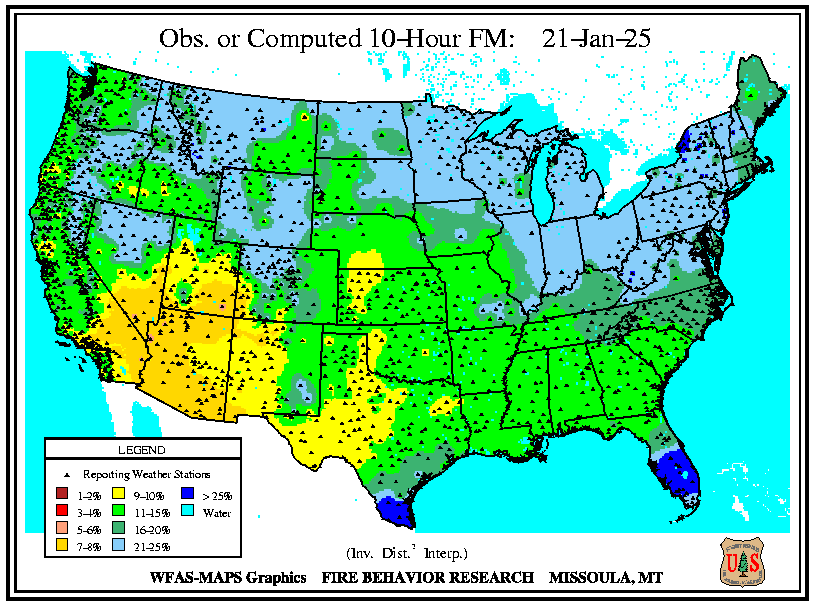 Obs. or Computed 10-Hour FM: 21-Jan-25
LEGEND
Reporting Weather Stations
1-2% 9-10% > 25%
3-4% 11-15% Water
5-6% 16-20%
7-8% 21-25%
(Inv. Dist.² Interp.)
WFAS-MAPS Graphics FIRE BEHAVIOR RESEARCH MISSOULA, MT
U S